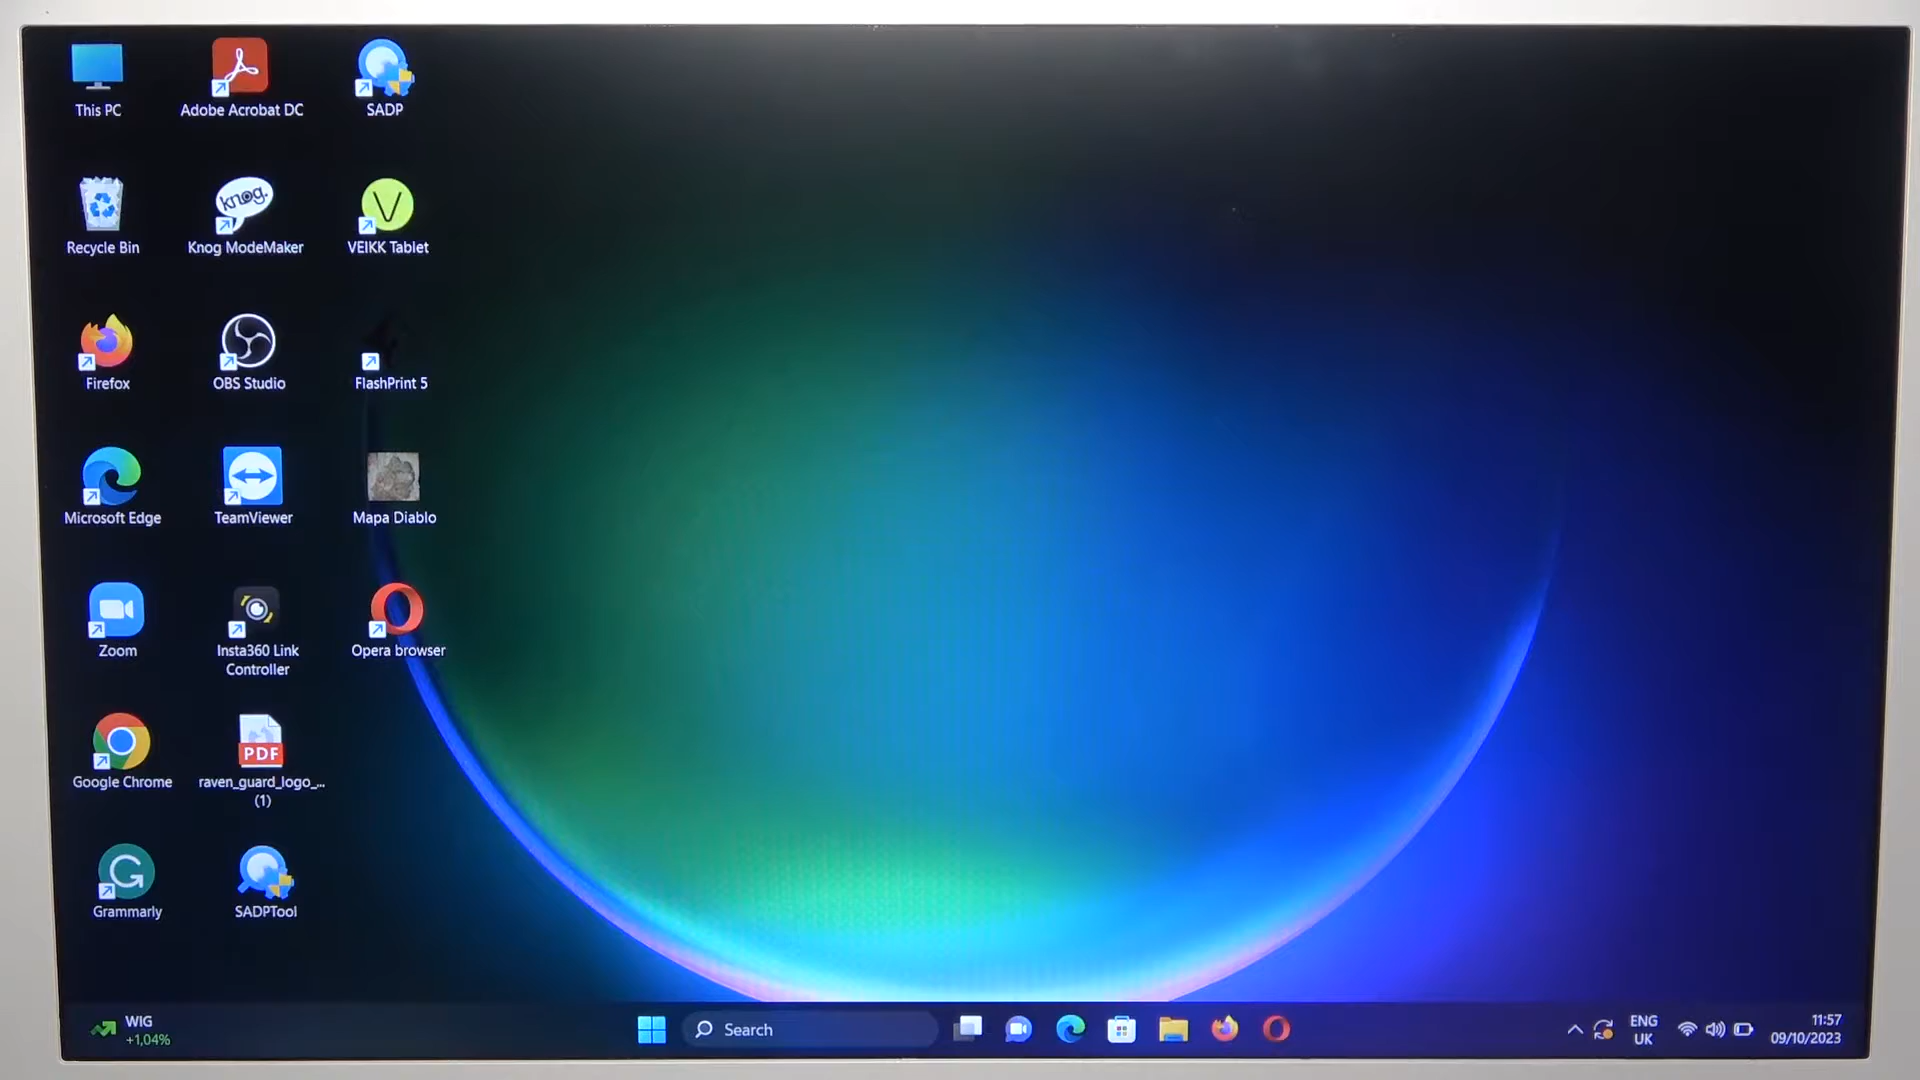 This PC
Adobe Acrobat DC
SADP
Recycle Bin
knog.
Knog ModeMaker
V
VEIKK Tablet
Firefox
OBS Studio
FlashPrint 5
Microsoft Edge
TeamViewer
Mapa Diablo
Zoom
Insta360 Link
Controller
Opera browser
Google Chrome
PDF
raven_guard_logo_...
(1)
G
Grammarly
SADPTool
WIG
+1,04%
Search
ENG
UK
11:57
09/10/2023